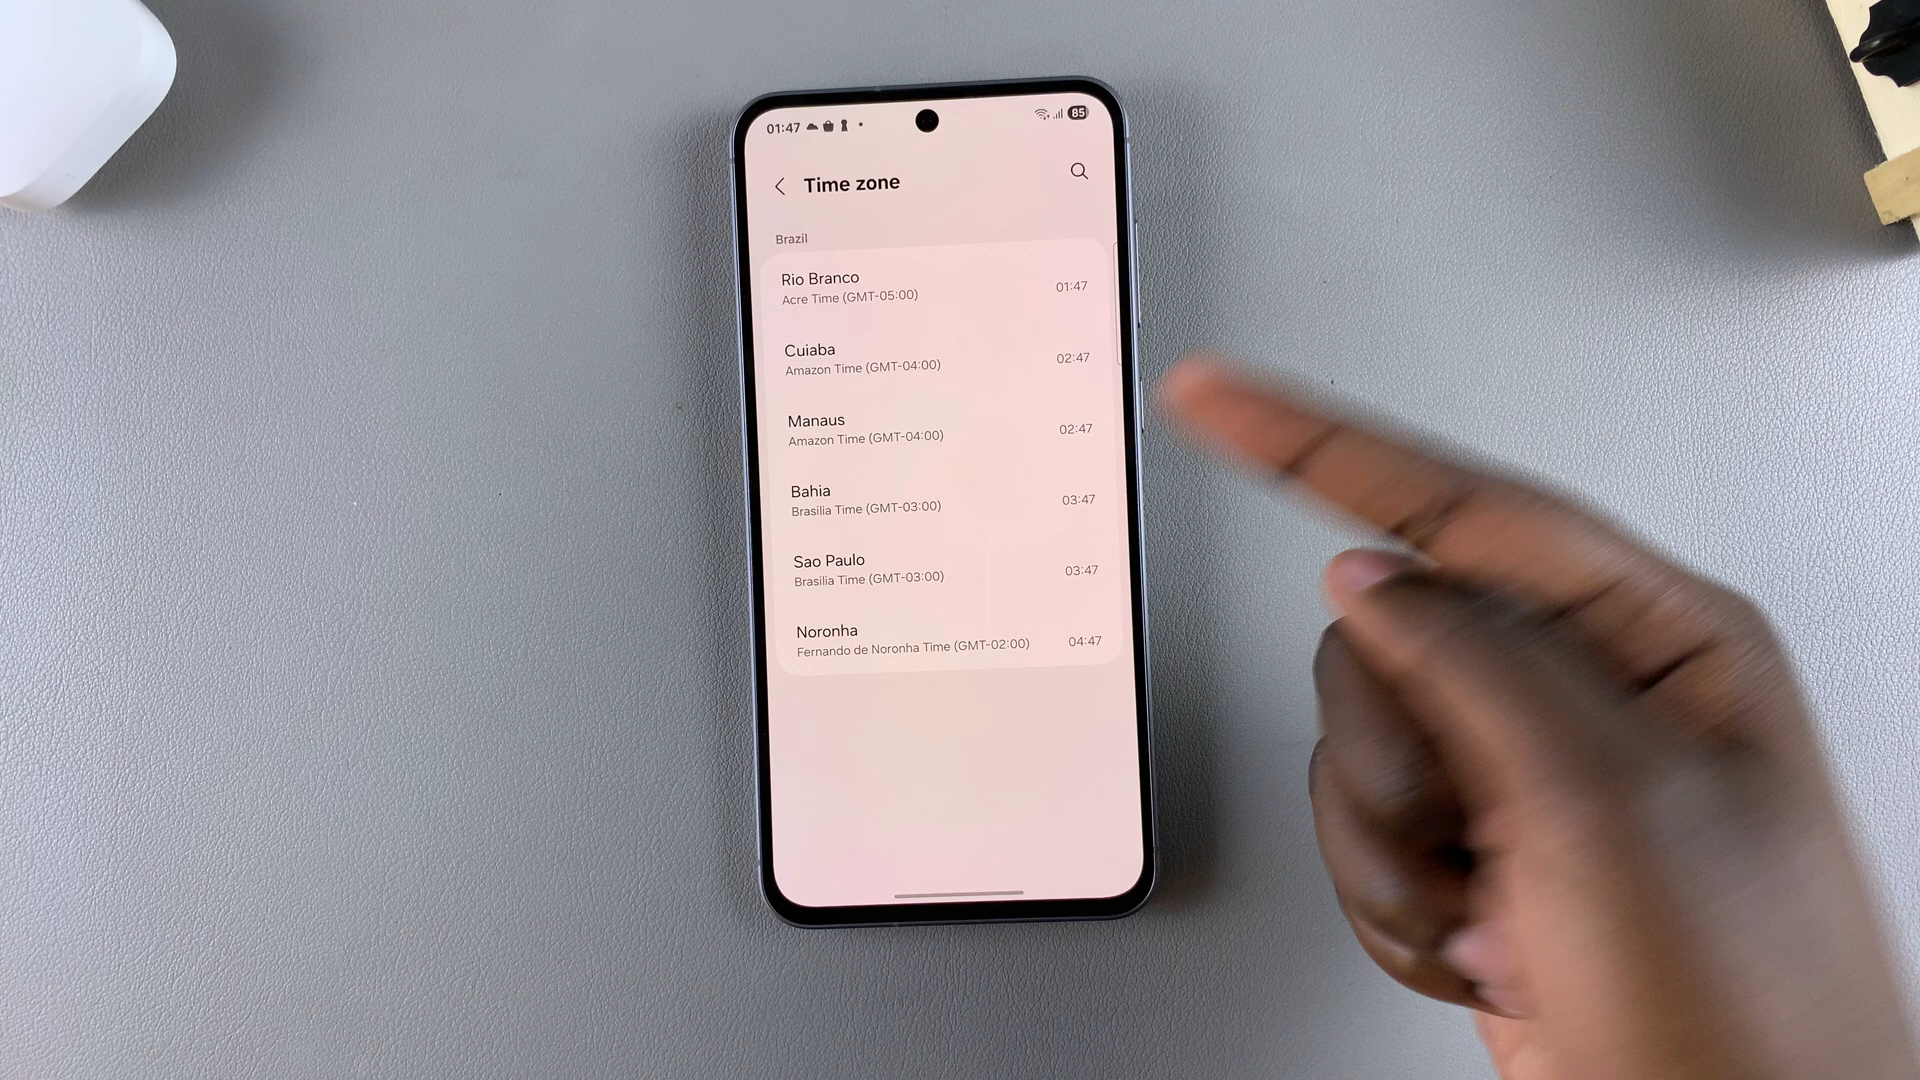 01:47
85
Time zone
Brazil
Rio Branco
Acre Time (GMT-05:00)
01:47
Cuiaba
Amazon Time (GMT-04:00)
02:47
Manaus
Amazon Time (GMT-04:00)
02:47
Bahia
Brasilia Time (GMT-03:00)
03:47
Sao Paulo
Brasilia Time (GMT-03:00)
03:47
Noronha
Fernando de Noronha Time (GMT-02:00)
04:47